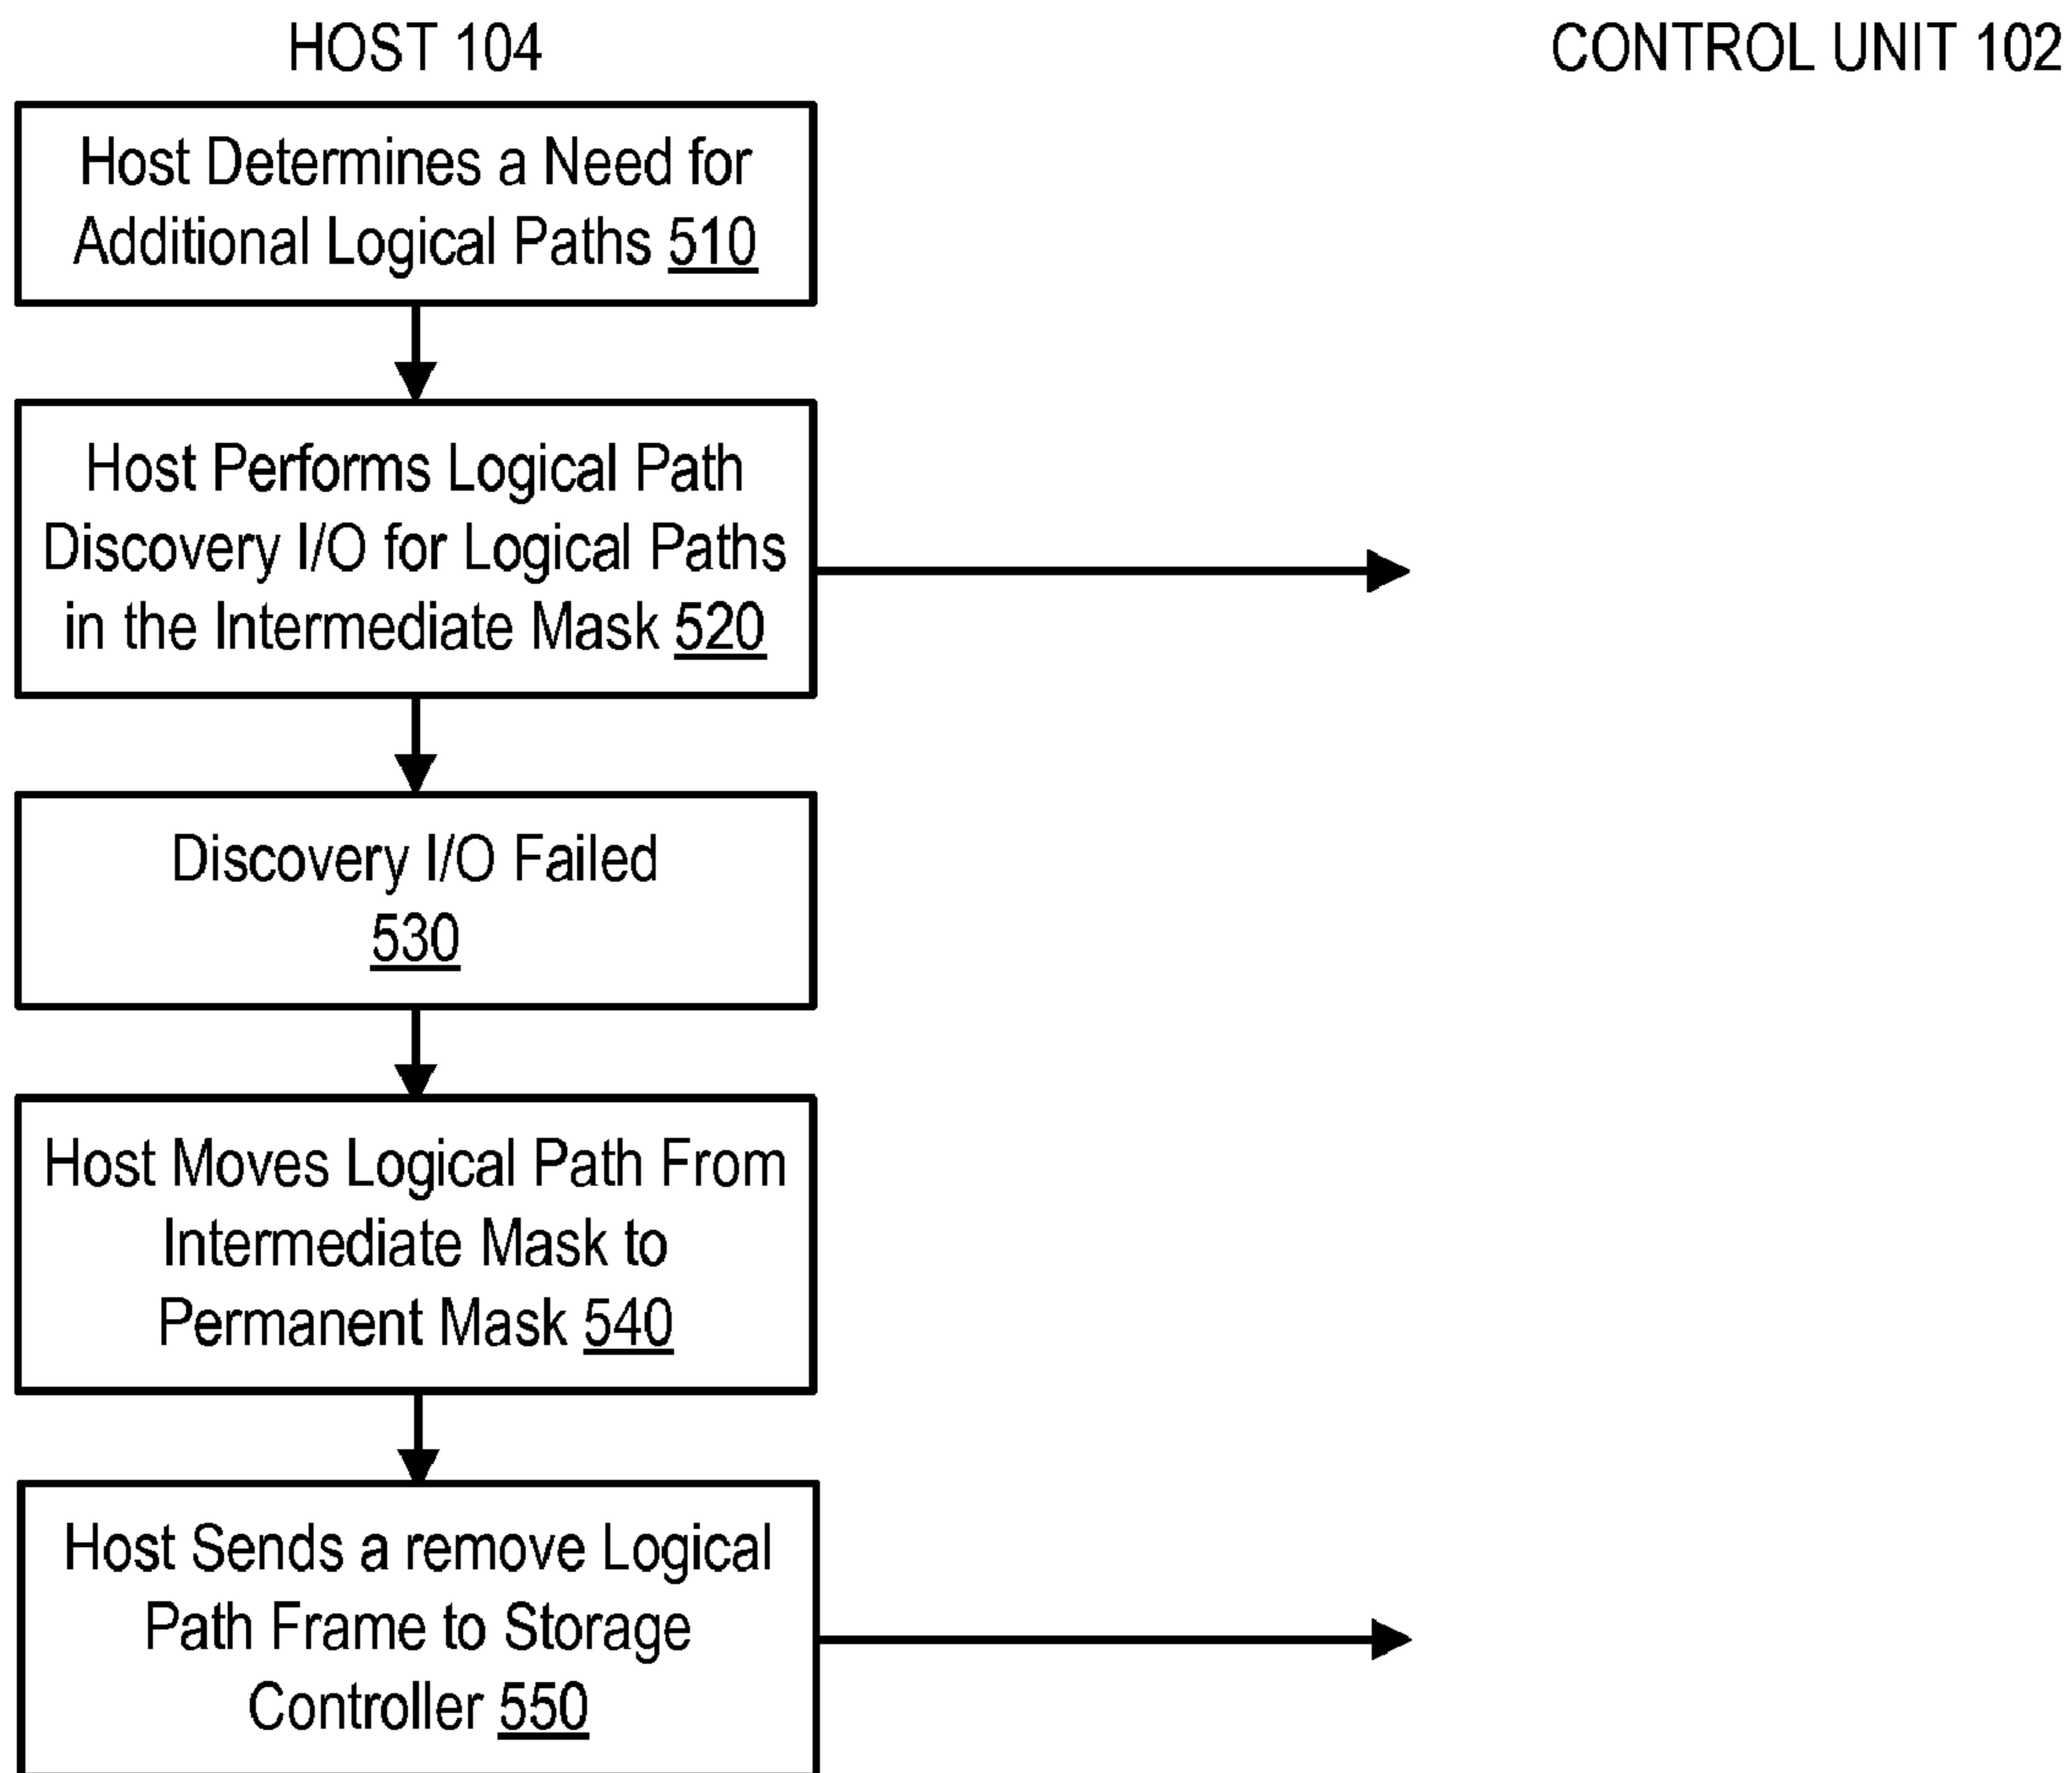 HOST 104
CONTROL UNIT 102
Host Determines a Need for
Additional Logical Paths 510
Host Performs Logical Path
Discovery I/O for Logical Paths
in the Intermediate Mask 520
Discovery I/O Failed
530
Host Moves Logical Path From
Intermediate Mask to
Permanent Mask 540
Host Sends a remove Logical
Path Frame to Storage
Controller 550